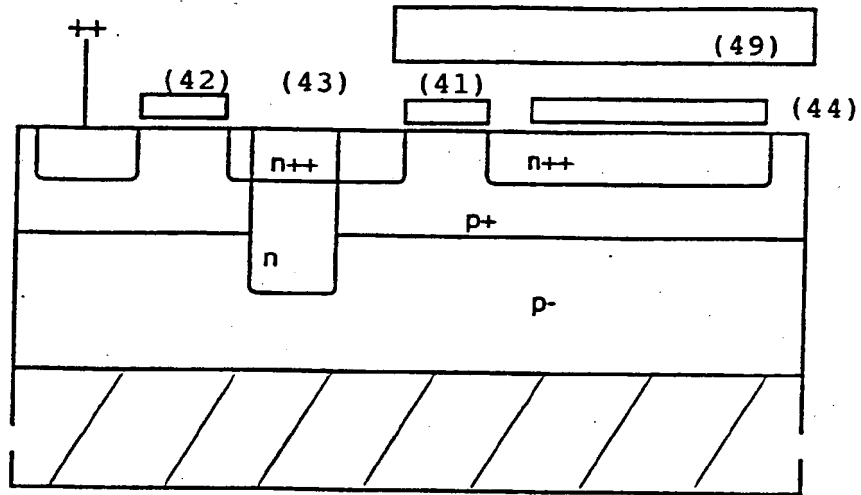 ++
(49)
(42) (43) (41)
(44)
n++ n++
p+
n
p-